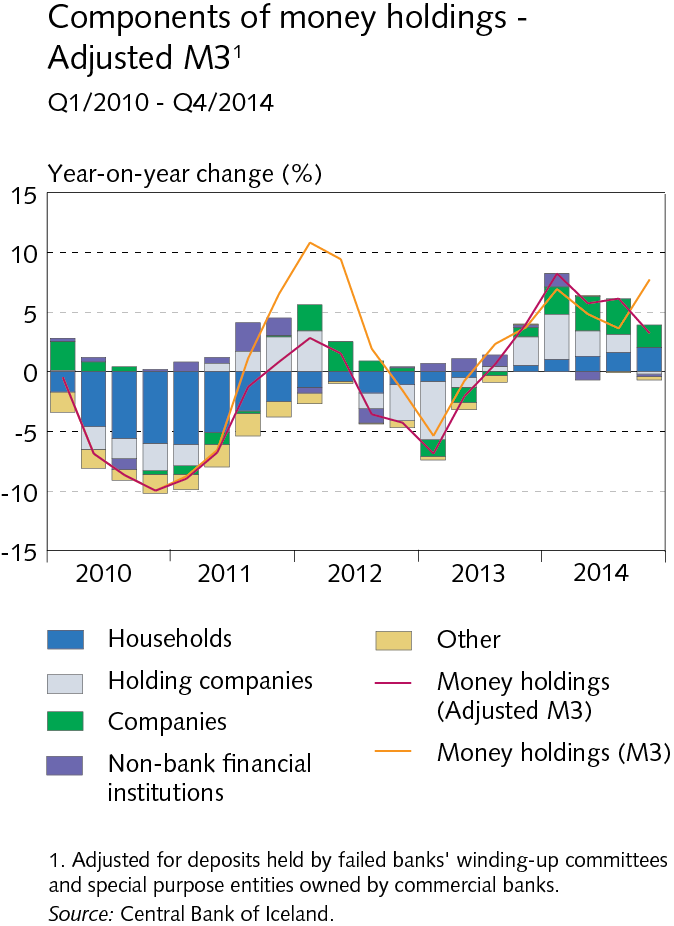 Components of money holdings -
Adjusted M3¹
Q1/2010 - Q4/2014
Year-on-year change (%)
15
10
5
0
-5
-10
-15
2010 2011 2012 2013 2014
Households
Holding companies
Companies
Non-bank financial
institutions
Other
Money holdings
(Adjusted M3)
Money holdings (M3)
1. Adjusted for deposits held by failed banks' winding-up committees
and special purpose entities owned by commercial banks.
Source: Central Bank of Iceland.